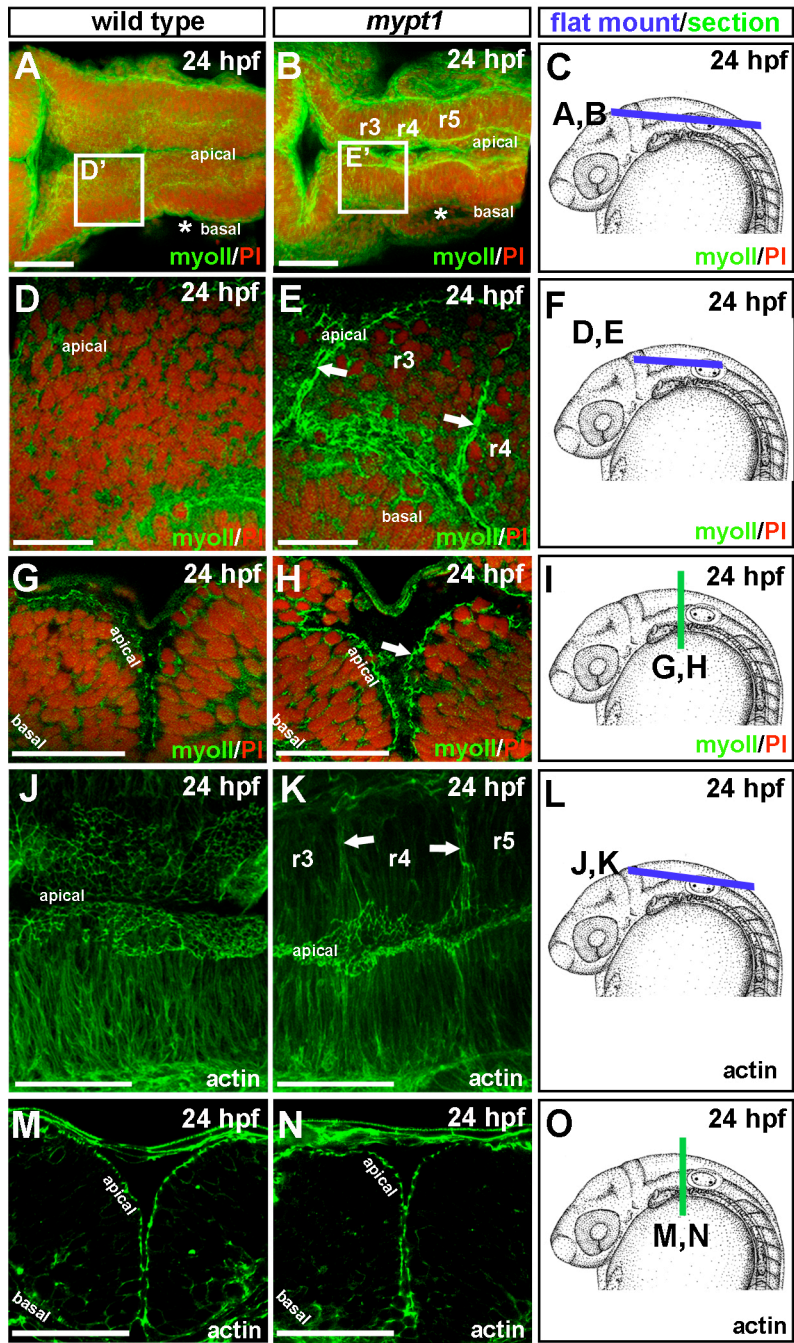 wild type
mypt1
flat mount/section
A
24 hpf
D’
apical
*
basal
myoII/PI
B
24 hpf
r3
r4
r5
apical
E’
*
basal
myoII/PI
C
24 hpf
A,B
myoII/PI
D
24 hpf
apical
myoII/PI
E
24 hpf
apical
r3
r4
basal
myoII/PI
F
24 hpf
D, E
myoII/PI
G
24 hpf
apical
basal
myoII/PI
H
24 hpf
apical
basal
myoII/PI
I
24 hpf
G,H
myoII/PI
J
24 hpf
apical
actin
K
24 hpf
r3
r4
r5
apical
actin
L
24 hpf
J,K
actin
M
24 hpf
apical
basal
actin
N
24 hpf
apical
basal
actin
O
24 hpf
M,N
actin